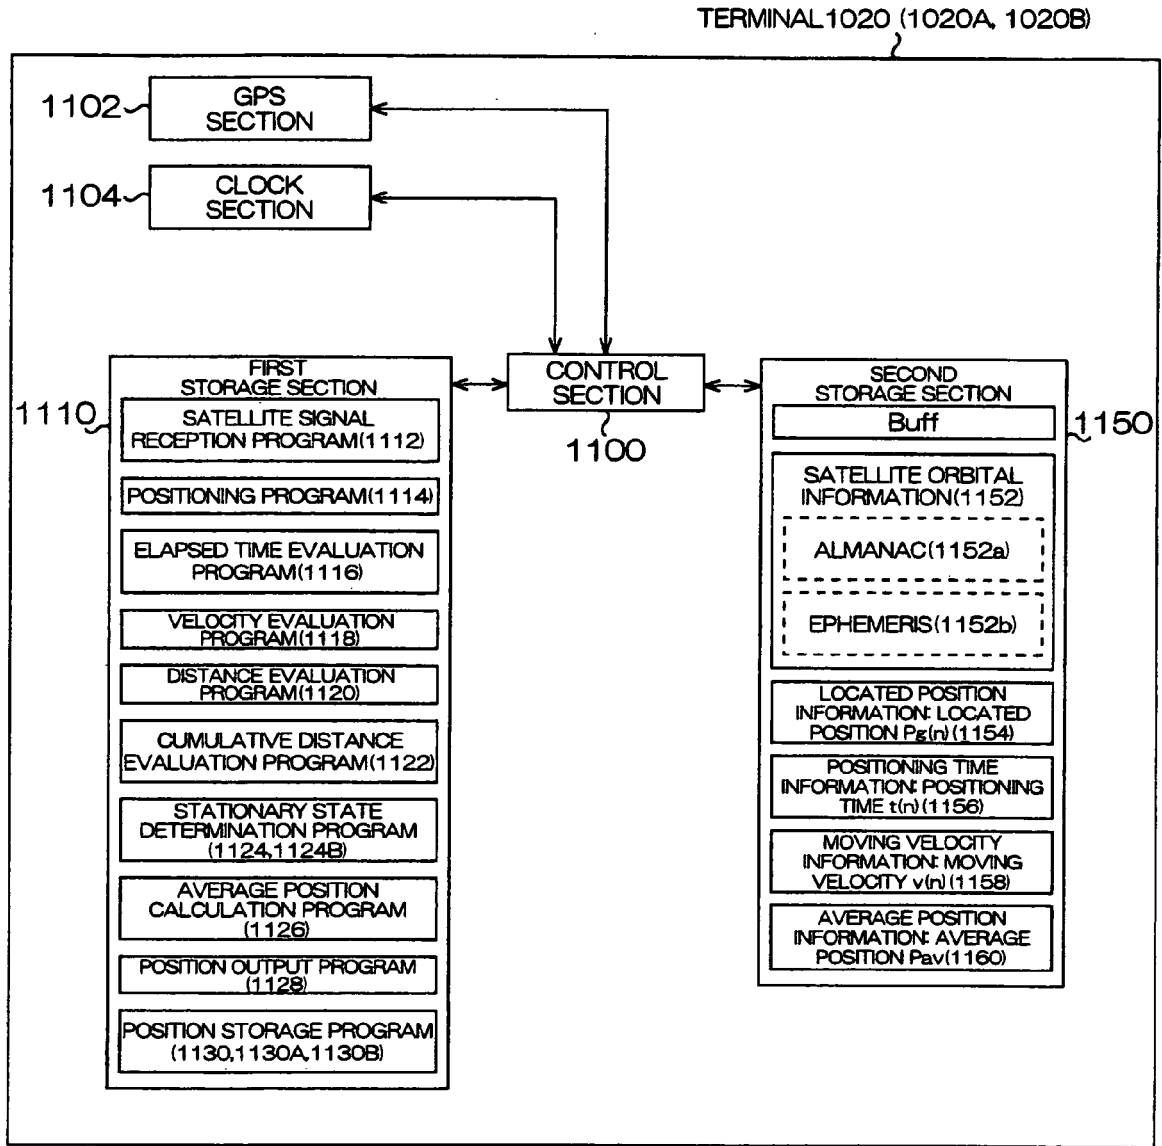 TERMINAL1020 (1020A, 1020B)
1102
GPS
SECTION
1104
CLOCK
SECTION
CONTROL
SECTION
1100
1110
FIRST
STORAGE SECTION
SATELLITE SIGNAL
RECEPTION PROGRAM(1112)
POSITIONING PROGRAM(1114)
ELAPSED TIME EVALUATION
PROGRAM(1116)
VELOCITY EVALUATION
PROGRAM(1118)
DISTANCE EVALUATION
PROGRAM(1120)
CUMULATIVE DISTANCE
EVALUATION PROGRAM(1122)
STATIONARY STATE
DETERMINATION PROGRAM
(1124,1124B)
AVERAGE POSITION
CALCULATION PROGRAM
(1126)
POSITION OUTPUT PROGRAM
(1128)
POSITION STORAGE PROGRAM
(1130,1130A,1130B)
SECOND
STORAGE SECTION
1150
Buff
SATELLITE ORBITAL
INFORMATION(1152)
ALMANAC(1152a)
EPHEMERIS(1152b)
LOCATED POSITION
INFORMATION: LOCATED
POSITION Pg(n)(1154)
POSITIONING TIME
INFORMATION: POSITIONING
TIME t(n)(1156)
MOVING VELOCITY
INFORMATION: MOVING
VELOCITY v(n)(1158)
AVERAGE POSITION
INFORMATION: AVERAGE
POSITION Pav(1160)